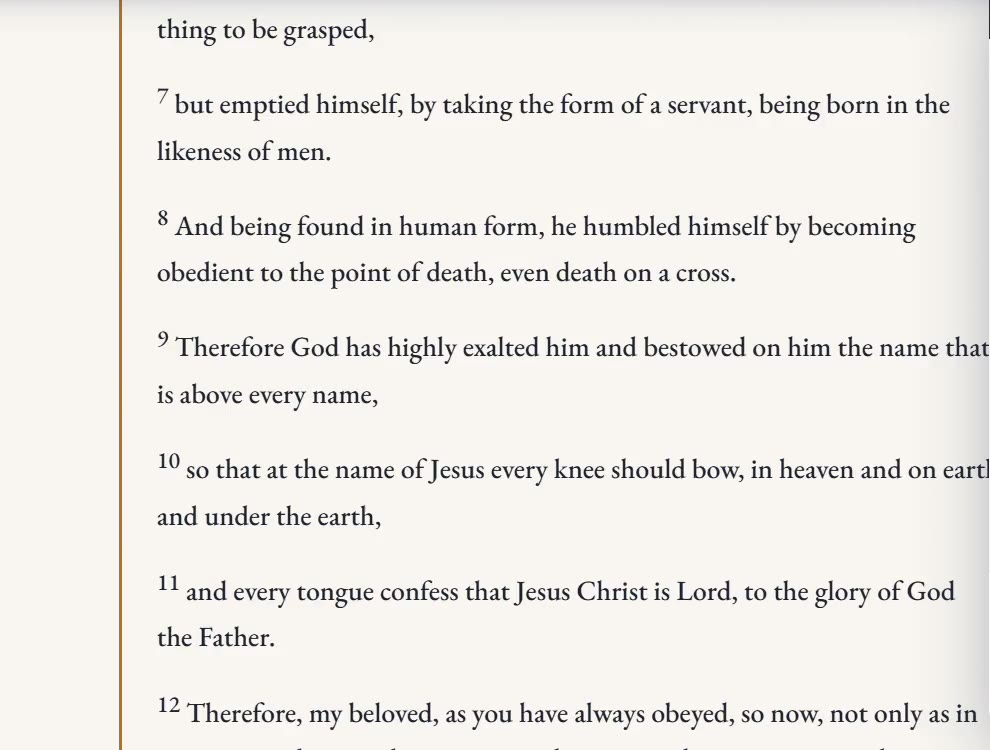 thing to be grasped,
7 but emptied himself, by taking the form of a servant, being born in the
likeness of men.
8 And being found in human form, he humbled himself by becoming
obedient to the point of death, even death on a cross.
9 Therefore God has highly exalted him and bestowed on him the name that
is above every name,
10 so that at the name of Jesus every knee should bow, in heaven and on earth
and under the earth,
11 and every tongue confess that Jesus Christ is Lord, to the glory of God
the Father.
12 Therefore, my beloved, as you have always obeyed, so now, not only as in